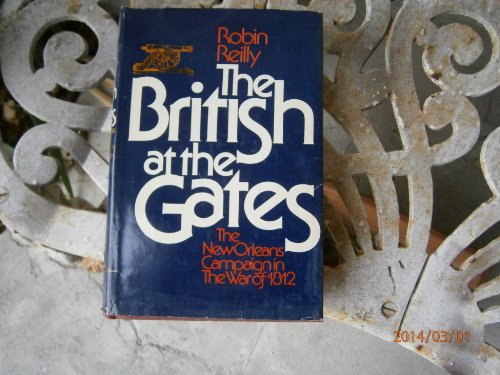 Robin
Reilly
The
British
at the
Gates
The
New Orleans
Campaign in
The War of 1812
2014/03/01